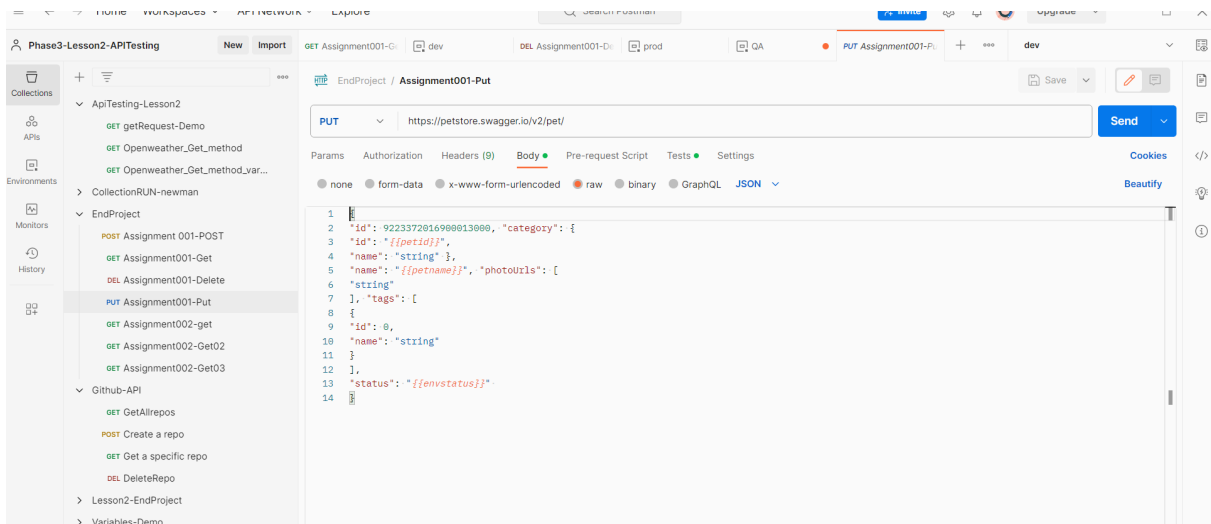 Home Workspaces API Network Explore Search Postman Invite Upgrade
Phase3-Lesson2-APITesting New Import GET Assignment001-Ge dev DEL Assignment001-De prod QA PUT Assignment001-Pu + ooo dev
Collections
APIs
Environments
Monitors
History
ApiTesting-Lesson2
GET getRequest-Demo
GET Openweather_Get_method
GET Openweather_Get_method_var...
CollectionRUN-newman
EndProject
POST Assignment 001-POST
GET Assignment001-Get
DEL Assignment001-Delete
PUT Assignment001-Put
GET Assignment002-get
GET Assignment002-Get02
GET Assignment002-Get03
Github-API
GET GetAllrepos
POST Create a repo
GET Get a specific repo
DEL DeleteRepo
Lesson2-EndProject
Variables-Demo
HTTP EndProject / Assignment001-Put Save
PUT https://petstore.swagger.io/v2/pet/ Send
Params Authorization Headers (9) Body Pre-request Script Tests Settings Cookies
none form-data x-www-form-urlencoded raw binary GraphQL JSON Beautify
1 {
2 "id": 9223372016900013000, "category": {
3 "id": "{{petid}}",
4 "name": "string" },
5 "name": "{{petname}}", "photoUrls": [
6 "string"
7 ], "tags": [
8 {
9 "id": 0,
10 "name": "string"
11 }
12 ],
13 "status": "{{envstatus}}"
14 }